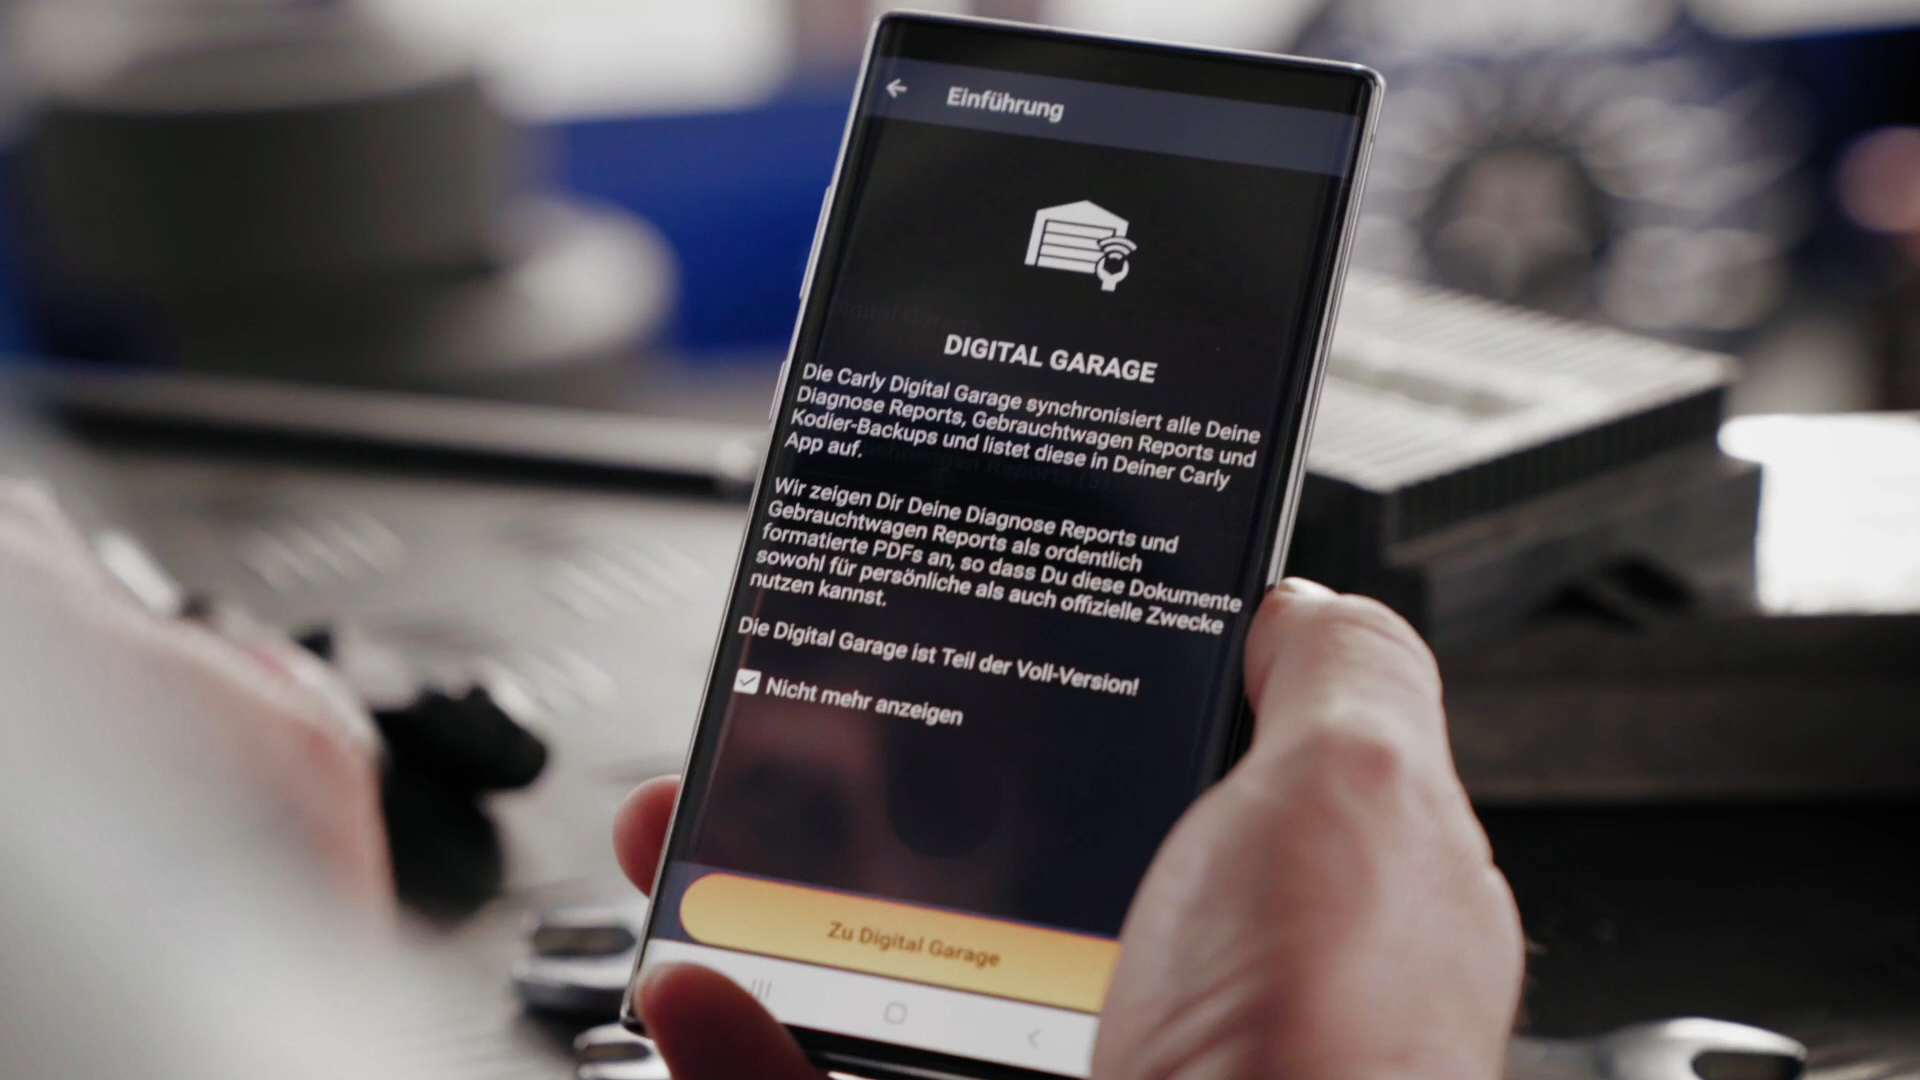 Einführung
DIGITAL GARAGE
Die Carly Digital Garage synchronisiert alle Deine
Diagnose Reports, Gebrauchtwagen Reports und
Kodier-Backups und listet diese in Deiner Carly
App auf.
Wir zeigen Dir Deine Diagnose Reports und
Gebrauchtwagen Reports als ordentlich
formatierte PDFs an, so dass Du diese Dokumente
sowohl für persönliche als auch offizielle Zwecke
nutzen kannst.
Die Digital Garage ist Teil der Voll-Version!
Nicht mehr anzeigen
Zu Digital Garage